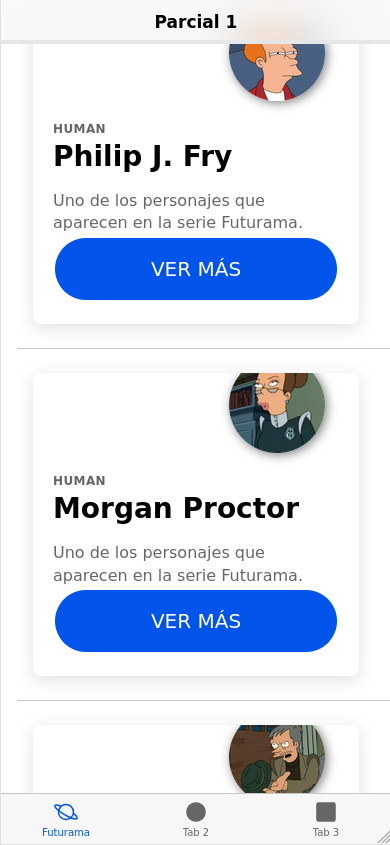 Parcial 1
HUMAN
Philip J. Fry
Uno de los personajes que
aparecen en la serie Futurama.
VER MÁS
HUMAN
Morgan Proctor
Uno de los personajes que
aparecen en la serie Futurama.
VER MÁS
Futurama
Tab 2
Tab 3